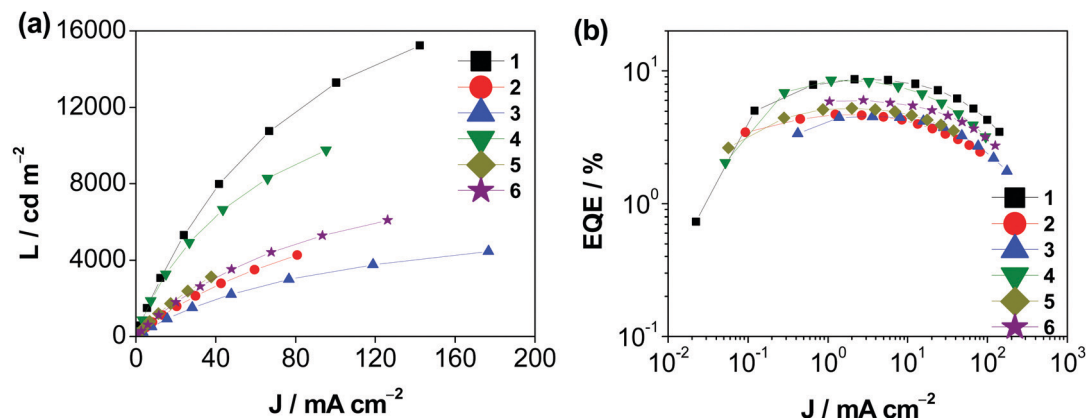 (a)
16000
12000
8000
4000
0
L / cd m⁻²
0 40 80 120 160 200
J / mA cm⁻²
1
2
3
4
5
6
(b)
10¹
10⁰
10⁻¹
EQE / %
10⁻² 10⁻¹ 10⁰ 10¹ 10² 10³
J / mA cm⁻²
1
2
3
4
5
6